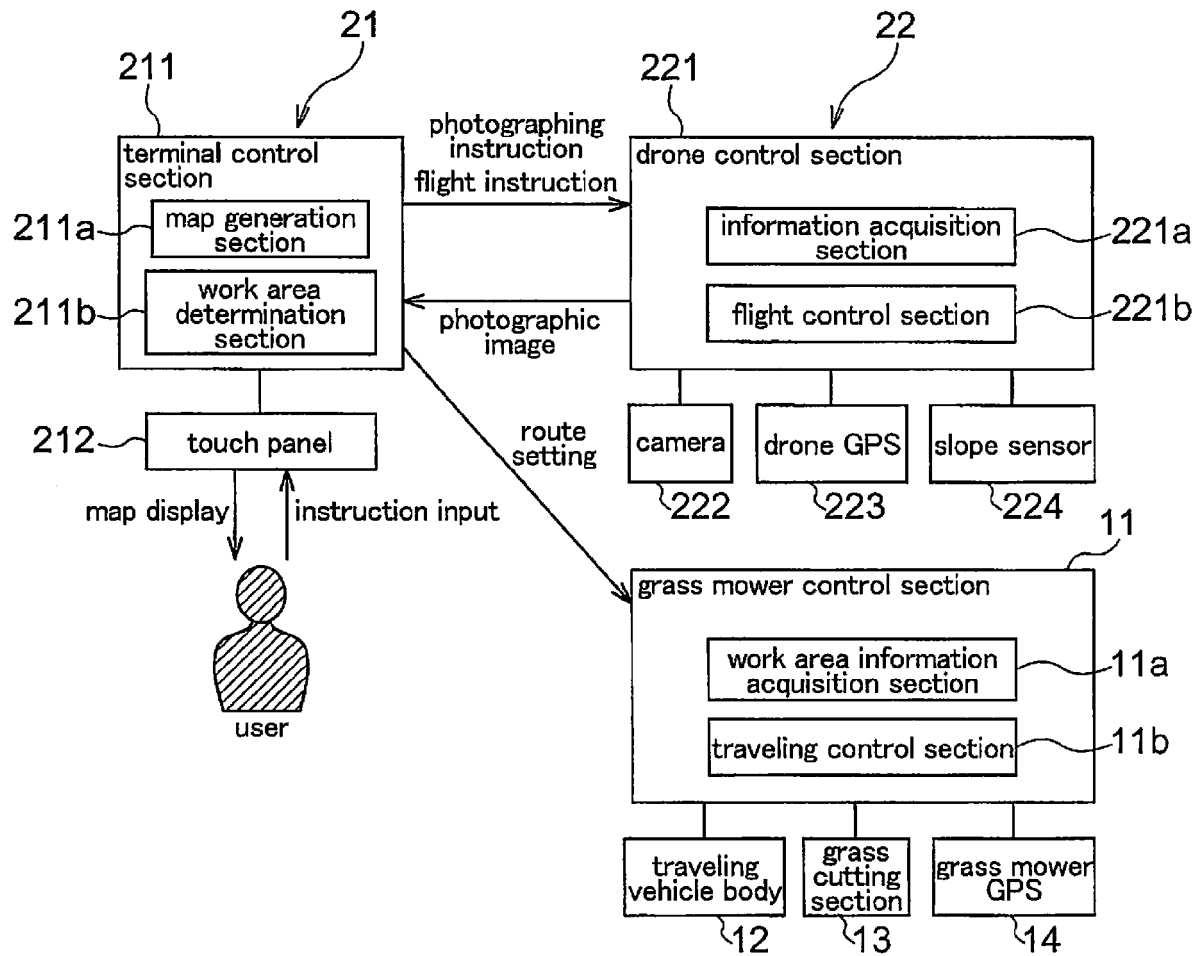 21
22
211
221
terminal control
section
photographing
instruction
flight instruction
drone control section
211a
map generation
section
information acquisition
section
221a
211b
work area
determination
section
photographic
image
flight control section
221b
212
touch panel
route
setting
camera
drone GPS
slope sensor
222
223
224
map display
instruction input
user
11
grass mower control section
work area information
acquisition section
11a
traveling control section
11b
traveling
vehicle body
grass
cutting
section
grass mower
GPS
12
13
14